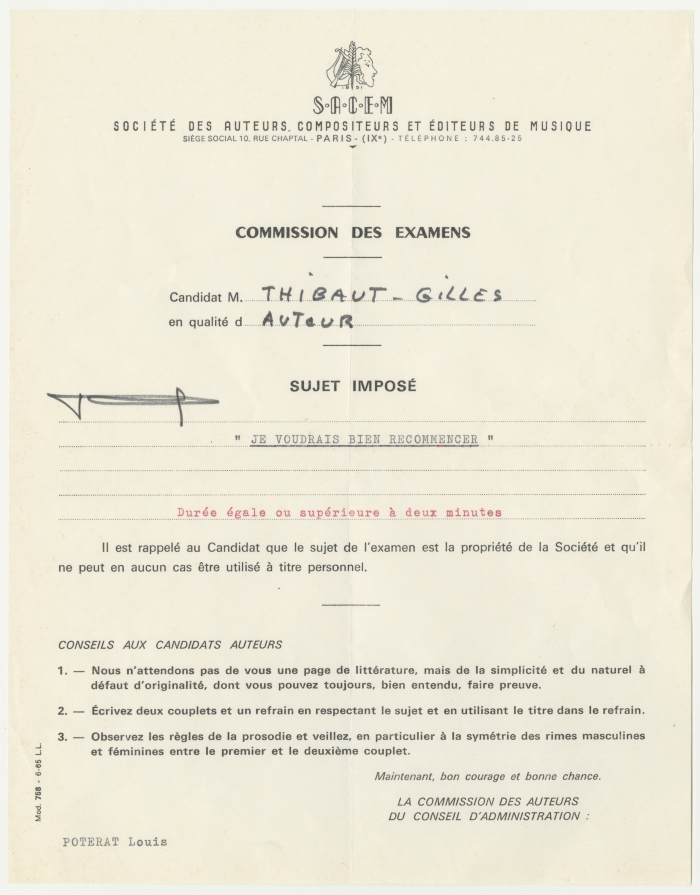 1851
S·A·C·E·M
SOCIÉTÉ DES AUTEURS, COMPOSITEURS ET ÉDITEURS DE MUSIQUE
SIÈGE SOCIAL 10, RUE CHAPTAL - PARIS - (IXe) - TÉLÉPHONE : 744.85-25
COMMISSION DES EXAMENS
Candidat M. THIBAUT - GILLES
en qualité d AUTEUR
SUJET IMPOSÉ
" JE VOUDRAIS BIEN RECOMMENCER "
Durée égale ou supérieure à deux minutes
Il est rappelé au Candidat que le sujet de l'examen est la propriété de la Société et qu'il
ne peut en aucun cas être utilisé à titre personnel.
CONSEILS AUX CANDIDATS AUTEURS
1. — Nous n'attendons pas de vous une page de littérature, mais de la simplicité et du naturel à
défaut d'originalité, dont vous pouvez toujours, bien entendu, faire preuve.
2. — Écrivez deux couplets et un refrain en respectant le sujet et en utilisant le titre dans le refrain.
3. — Observez les règles de la prosodie et veillez, en particulier à la symétrie des rimes masculines
et féminines entre le premier et le deuxième couplet.
Maintenant, bon courage et bonne chance.
LA COMMISSION DES AUTEURS
DU CONSEIL D'ADMINISTRATION :
Mod. 758 - 6-65 L.L.
POTERAT Louis